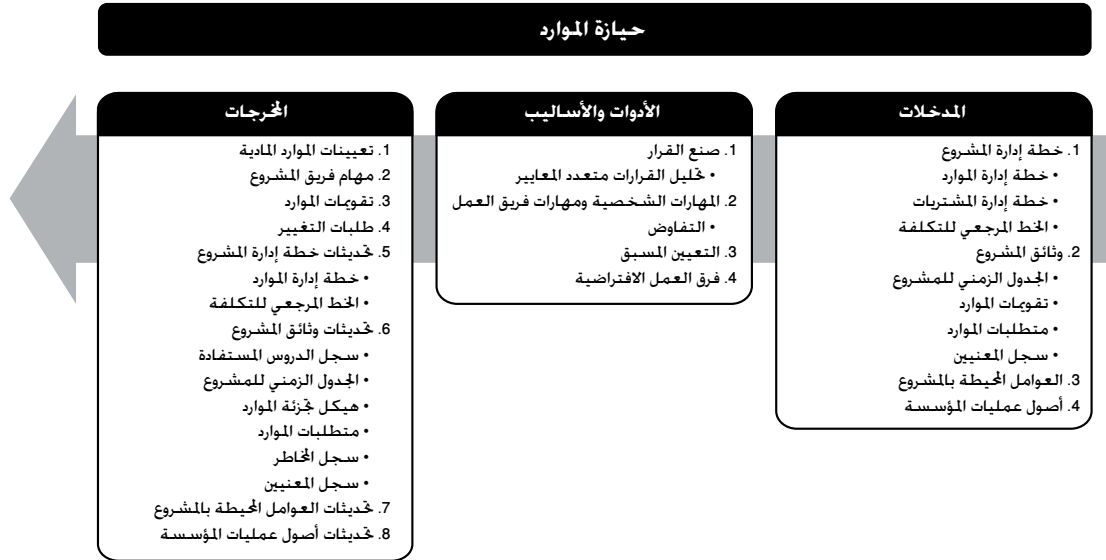 حيازة الموارد
المدخلات
1. خطة إدارة المشروع
• خطة إدارة الموارد
• خطة إدارة المشتريات
• الخط المرجعي للتكلفة
2. وثائق المشروع
• الجدول الزمني للمشروع
• تقويمات الموارد
• متطلبات الموارد
• سجل المعنيين
3. العوامل المحيطة بالمشروع
4. أصول عمليات المؤسسة
الأدوات والأساليب
1. صنع القرار
• تحليل القرارات متعدد المعايير
2. المهارات الشخصية ومهارات فريق العمل
• التفاوض
3. التعيين المسبق
4. فرق العمل الافتراضية
المخرجات
1. تعيينات الموارد المادية
2. مهام فريق المشروع
3. تقويمات الموارد
4. طلبات التغيير
5. تحديثات خطة إدارة المشروع
• خطة إدارة الموارد
• الخط المرجعي للتكلفة
6. تحديثات وثائق المشروع
• سجل الدروس المستفادة
• الجدول الزمني للمشروع
• هيكل تجزئة الموارد
• متطلبات الموارد
• سجل المخاطر
• سجل المعنيين
7. تحديثات العوامل المحيطة بالمشروع
8. تحديثات أصول عمليات المؤسسة